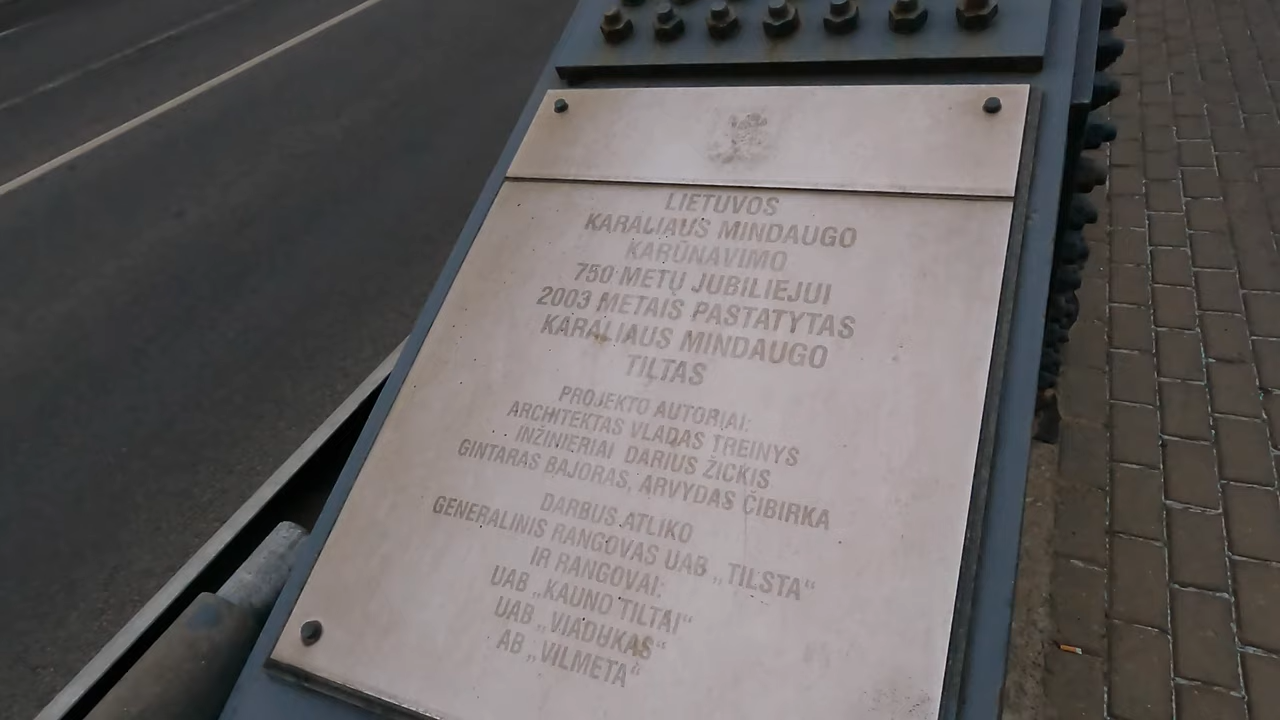 LIETUVOS
KARALIAUS MINDAUGO
KARŪNAVIMO
750 METŲ JUBILIEJUI
2003 METAIS PASTATYTAS
KARALIAUS MINDAUGO
TILTAS
PROJEKTO AUTORIAI:
ARCHITEKTAS VLADAS TREINYS
INŽINIERIAI DARIUS ŽICKIS
GINTARAS BAJORAS, ARVYDAS ČIBIRKA
DARBUS ATLIKO
GENERALINIS RANGOVAS UAB „TILSTA“
IR RANGOVAI:
UAB „KAUNO TILTAI“
UAB „VIADUKAS“
AB „VILMETA“